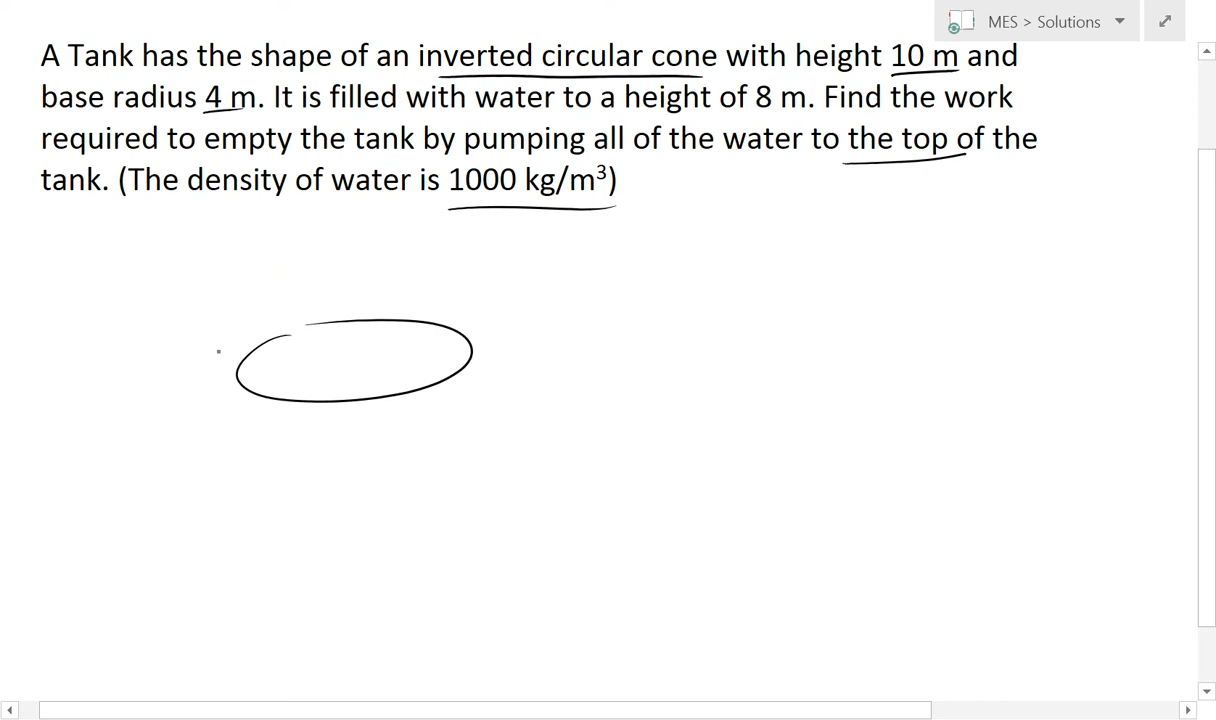 MES > Solutions
A Tank has the shape of an inverted circular cone with height 10 m and
base radius 4 m. It is filled with water to a height of 8 m. Find the work
required to empty the tank by pumping all of the water to the top of the
tank. (The density of water is 1000 kg/m³)